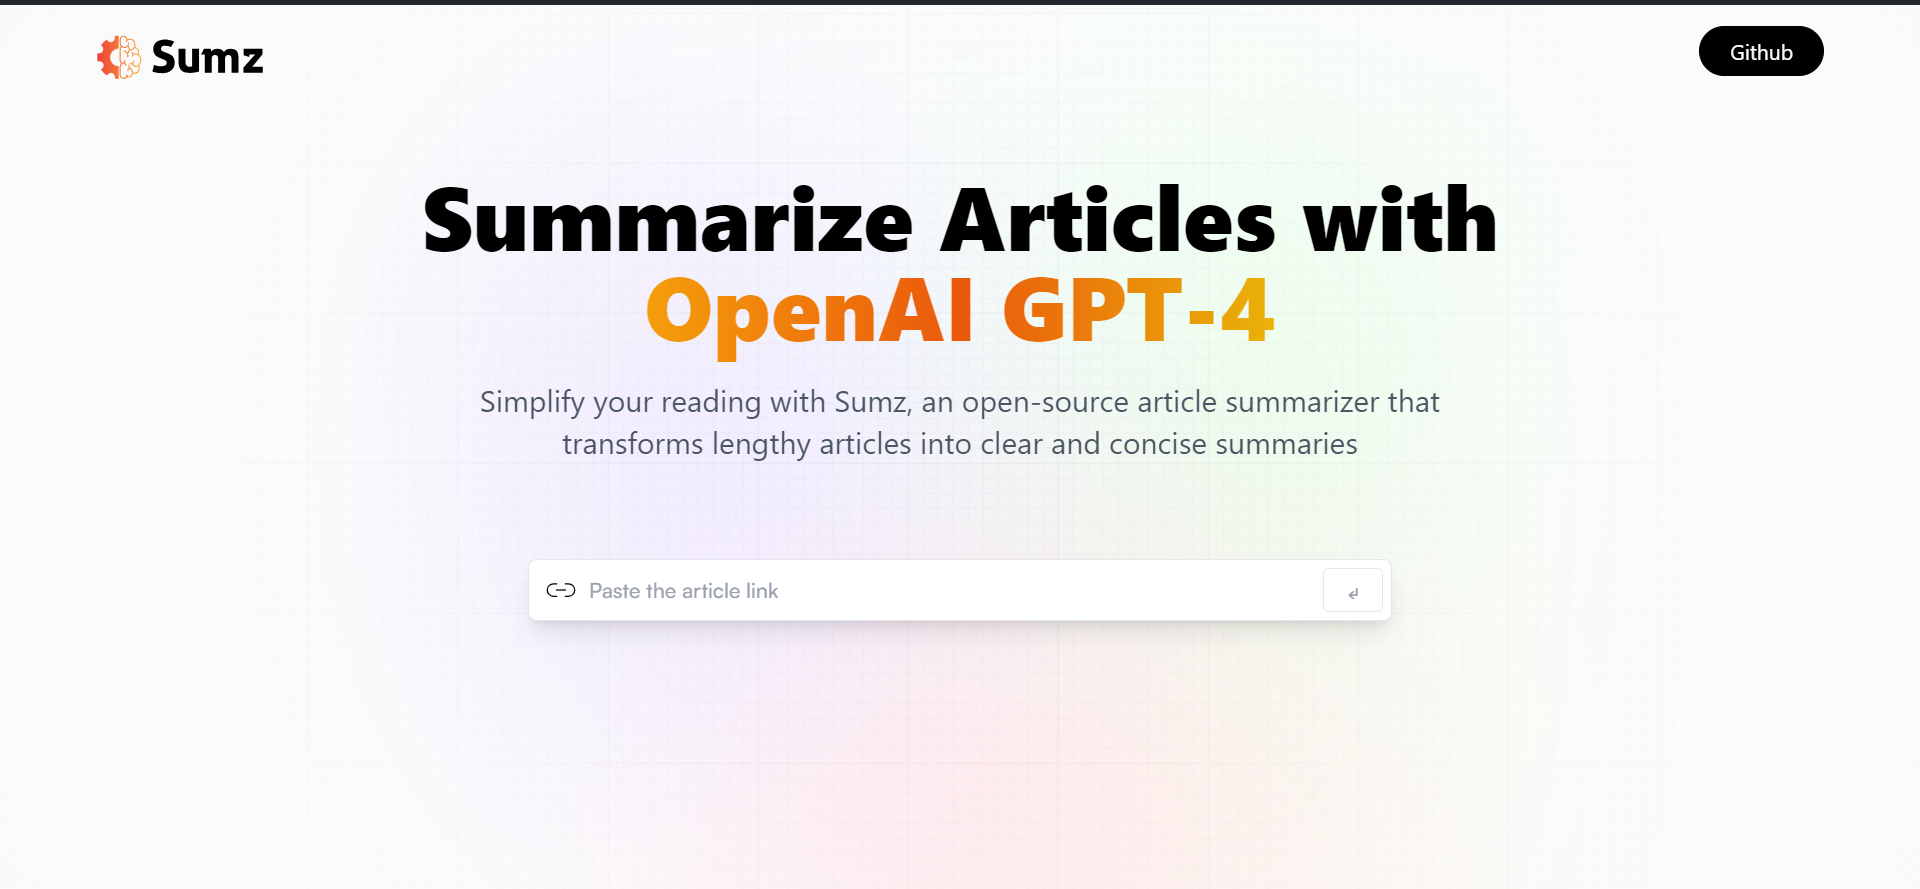 Sumz
Github
Summarize Articles with
OpenAI GPT-4
Simplify your reading with Sumz, an open-source article summarizer that
transforms lengthy articles into clear and concise summaries
Paste the article link
↲